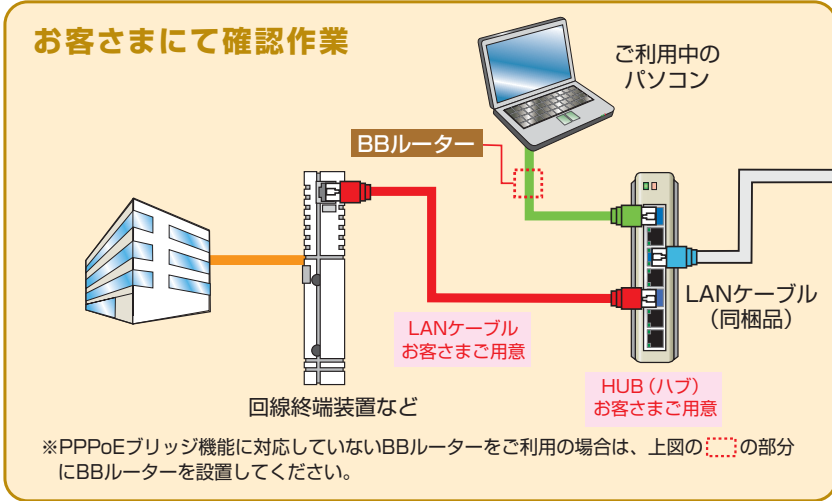 お客さまにて確認作業
ご利用中の
パソコン
BBルーター
LANケーブル
(同梱品)
LANケーブル
お客さまご用意
HUB(ハブ)
お客さまご用意
回線終端装置など
※PPPoEブリッジ機能に対応していないBBルーターをご利用の場合は、上図の の部分
にBBルーターを設置してください。